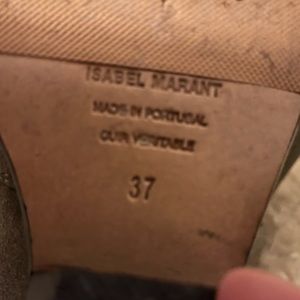 ISABEL MARANT
MADE IN PORTUGAL
CUIR VERITABLE
37